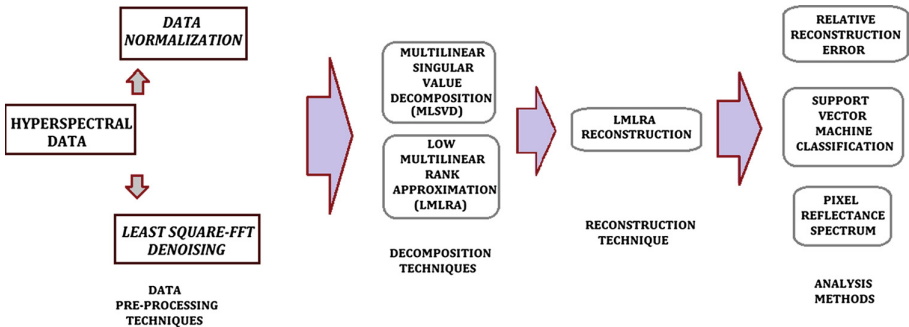 DATA
NORMALIZATION
HYPERSPECTRAL
DATA
LEAST SQUARE-FFT
DENOISING
DATA
PRE-PROCESSING
TECHNIQUES
MULTILINEAR
SINGULAR
VALUE
DECOMPOSITION
(MLSVD)
LOW
MULTILINEAR
RANK
APPROXIMATION
(LMLRA)
DECOMPOSITION
TECHNIQUES
LMLRA
RECONSTRUCTION
RECONSTRUCTION
TECHNIQUE
RELATIVE
RECONSTRUCTION
ERROR
SUPPORT
VECTOR
MACHINE
CLASSIFICATION
PIXEL
REFLECTANCE
SPECTRUM
ANALYSIS
METHODS